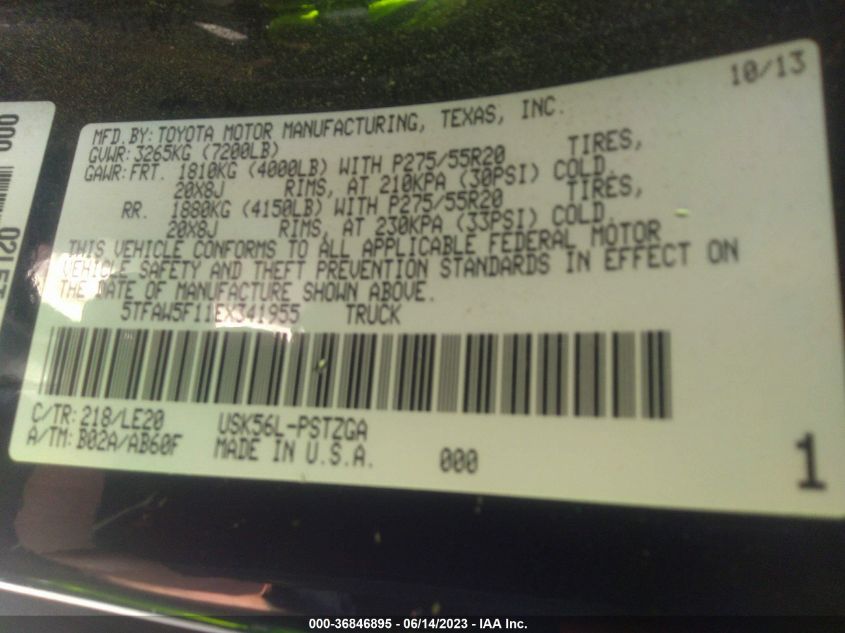 10/13
MFD.BY: TOYOTA MOTOR MANUFACTURING, TEXAS, INC.
GVWR: 3265KG (7200LB)
GAWR: FRT. 1810KG (4000LB) WITH P275/55R20 TIRES,
20X8J RIMS, AT 210KPA (30PSI) COLD.
RR. 1880KG (4150LB) WITH P275/55R20 TIRES,
20X8J RIMS, AT 230KPA (33PSI) COLD.
THIS VEHICLE CONFORMS TO ALL APPLICABLE FEDERAL MOTOR
VEHICLE SAFETY AND THEFT PREVENTION STANDARDS IN EFFECT ON
THE DATE OF MANUFACTURE SHOWN ABOVE.
5TFAW5F11EX341955 TRUCK
C/TR: 218/LE20 USK56L-PSTZGA
A/TM: B02A/AB60F MADE IN U.S.A. 000
1
000
000-36846895 - 06/14/2023 - IAA Inc.